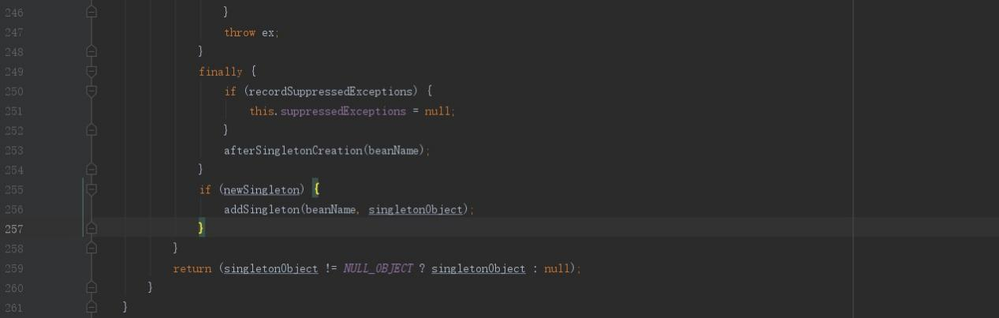 246 }
247 throw ex;
248 }
249 finally {
250 if (recordSuppressedExceptions) {
251 this.suppressedExceptions = null;
252 }
253 afterSingletonCreation(beanName);
254 }
255 if (newSingleton) {
256 addSingleton(beanName, singletonObject);
257 }
258 }
259 return (singletonObject != NULL_OBJECT ? singletonObject : null);
260 }
261 }